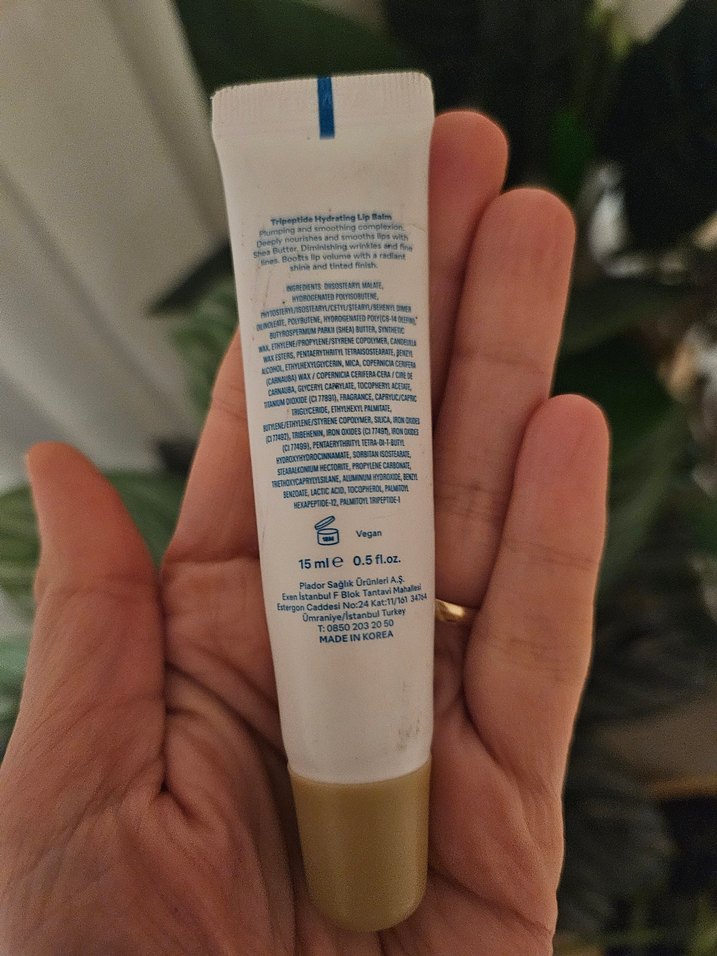 Tripeptide Hydrating Lip Balm
Plumping and smoothing complexion.
Deeply nourishes and smooths lips with
Shea Butter. Diminishing wrinkles and fine
lines. Boosts lip volume with a radiant
shine and tinted finish.
INGREDIENTS: DIISOSTEARYL MALATE,
HYDROGENATED POLYISOBUTENE,
PHYTOSTERYL/ISOSTEARYL/CETYL/STEARYL/BEHENYL DIMER
DILINOLEATE, POLYBUTENE, HYDROGENATED POLY(C6-14 OLEFIN),
BUTYROSPERMUM PARKII (SHEA) BUTTER, SYNTHETIC
WAX, ETHYLENE/PROPYLENE/STYRENE COPOLYMER, CANDELILLA
WAX ESTERS, PENTAERYTHRITYL TETRAISOSTEARATE, BENZYL
ALCOHOL, ETHYLHEXYLGLYCERIN, MICA, COPERNICIA CERIFERA
(CARNAUBA) WAX / COPERNICIA CERIFERA CERA / CIRE DE
CARNAUBA, GLYCERYL CAPRYLATE, TOCOPHERYL ACETATE,
TITANIUM DIOXIDE (CI 77891), FRAGRANCE, CAPRYLIC/CAPRIC
TRIGLYCERIDE, ETHYLHEXYL PALMITATE,
BUTYLENE/ETHYLENE/STYRENE COPOLYMER, SILICA, IRON OXIDES
(CI 77492), TRIBEHENIN, IRON OXIDES (CI 77491), IRON OXIDES
(CI 77499), PENTAERYTHRITYL TETRA-DI-T-BUTYL
HYDROXYHYDROCINNAMATE, SORBITAN ISOSTEARATE,
STEARALKONIUM HECTORITE, PROPYLENE CARBONATE,
TRIETHOXYCAPRYLYLSILANE, ALUMINUM HYDROXIDE, BENZYL
BENZOATE, LACTIC ACID, TOCOPHEROL, PALMITOYL
HEXAPEPTIDE-12, PALMITOYL TRIPEPTIDE-1
18M Vegan
15 ml e 0.5 fl.oz.
Piador Sağlık Ürünleri A.Ş.
Exen İstanbul F Blok Tantavi Mahallesi
Estergon Caddesi No:24 Kat:11/161 34764
Ümraniye/İstanbul Turkey
T: 0850 203 20 50
MADE IN KOREA